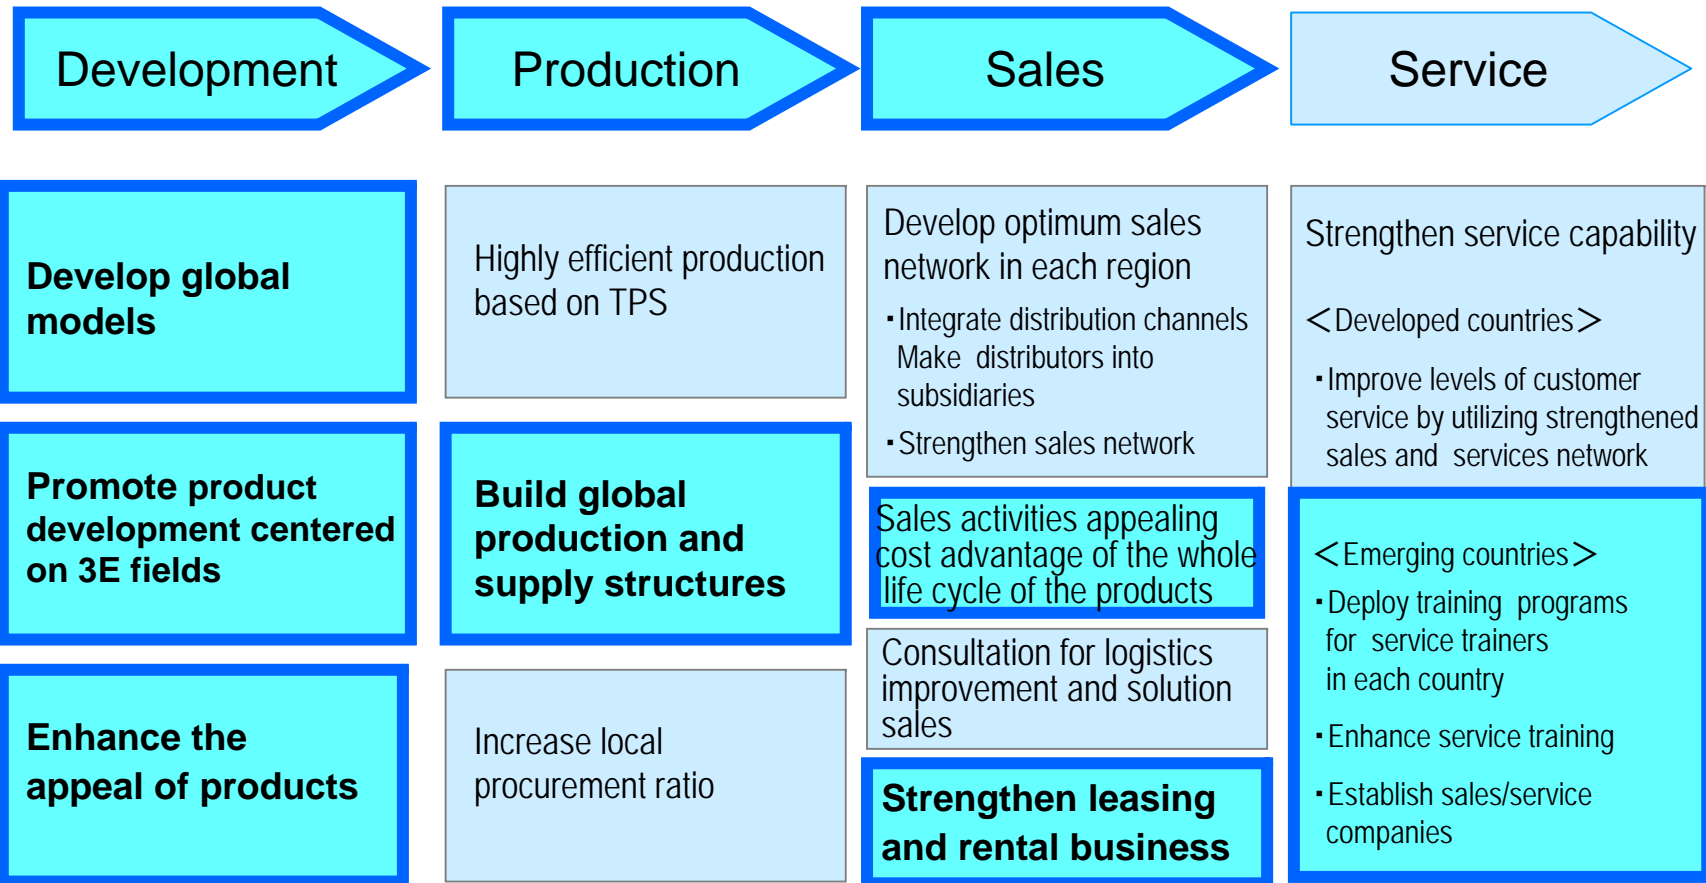 Development
Production
Sales
Service
Develop global
models
Promote product
development centered
on 3E fields
Enhance the
appeal of products
Highly efficient production
based on TPS
Build global
production and
supply structures
Increase local
procurement ratio
Develop optimum sales
network in each region
・Integrate distribution channels
Make distributors into
subsidiaries
・Strengthen sales network
Sales activities appealing
cost advantage of the whole
life cycle of the products
Consultation for logistics
improvement and solution
sales
Strengthen leasing
and rental business
Strengthen service capability
＜Developed countries＞
・Improve levels of customer
service by utilizing strengthened
sales and services network
＜Emerging countries＞
・Deploy training programs
for service trainers
in each country
・Enhance service training
・Establish sales/service
companies